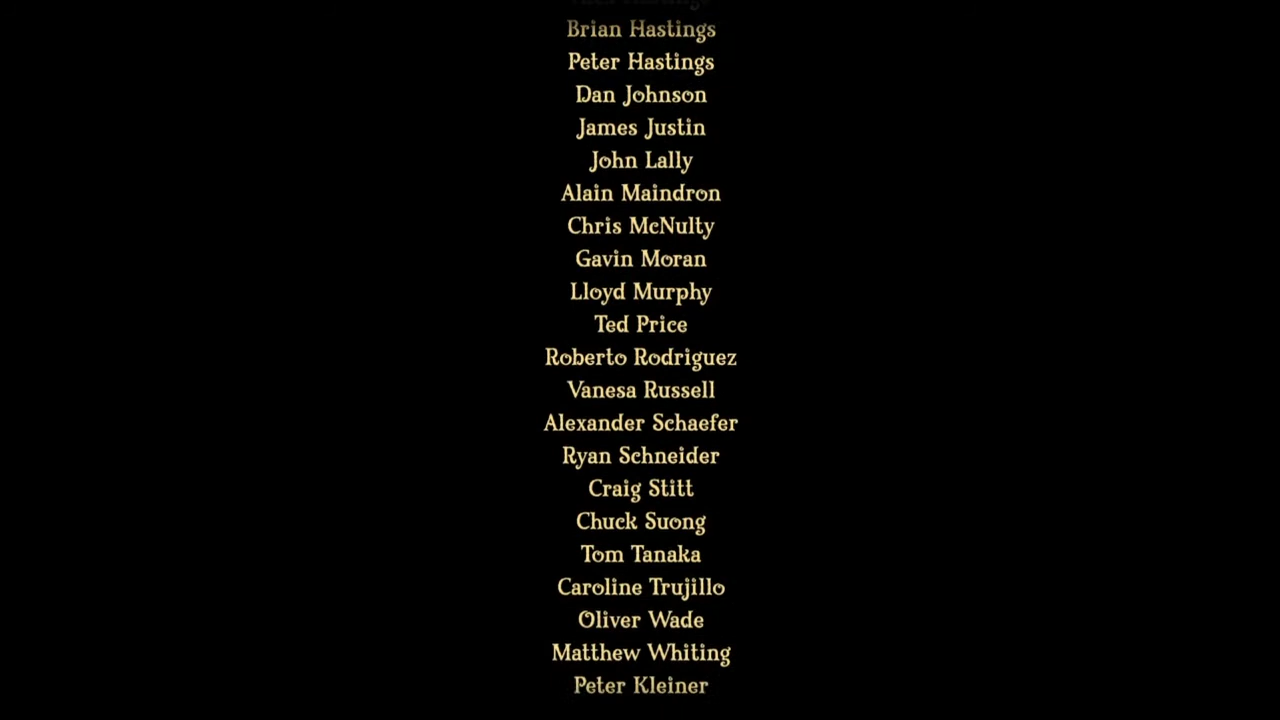 Brian Hastings
Peter Hastings
Dan Johnson
James Justin
John Lally
Alain Maindron
Chris McNulty
Gavin Moran
Lloyd Murphy
Ted Price
Roberto Rodriguez
Vanesa Russell
Alexander Schaefer
Ryan Schneider
Craig Stitt
Chuck Suong
Tom Tanaka
Caroline Trujillo
Oliver Wade
Matthew Whiting
Peter Kleiner